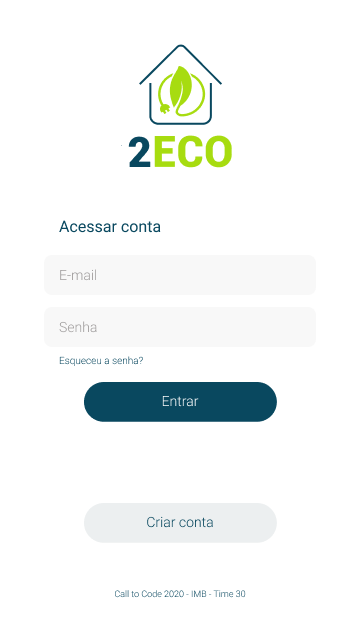 2ECO
Acessar conta
E-mail
Senha
Esqueceu a senha?
Entrar
Criar conta
Call to Code 2020 - IMB - Time 30